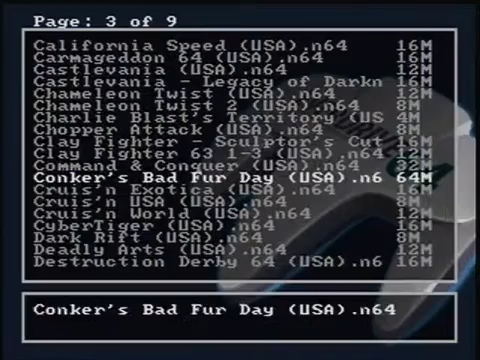 Page: 3 of 9
California Speed (USA).n64 16M
Carmageddon 64 (USA).n64 16M
Castlevania (USA).n64 12M
Castlevania - Legacy of Darkn 16M
Chameleon Twist (USA).n64 12M
Chameleon Twist 2 (USA).n64 8M
Charlie Blast's Territory (US 4M
Chopper Attack (USA).n64 8M
Clay Fighter - Sculptor's Cut 16M
Clay Fighter 63 1-3 (USA).n64 12M
Command & Conquer (USA).n64 32M
Conker's Bad Fur Day (USA).n6 64M
Cruis'n Exotica (USA).n64 16M
Cruis'n USA (USA).n64 8M
Cruis'n World (USA).n64 12M
CyberTiger (USA).n64 16M
Dark Rift (USA).n64 8M
Deadly Arts (USA).n64 12M
Destruction Derby 64 (USA).n6 16M
Conker's Bad Fur Day (USA).n64